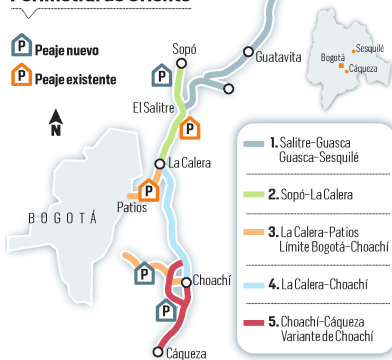 Perimetral de Oriente
P Peaje nuevo
P Peaje existente
N
Sopó
P
Guatavita
El Salitre
P
La Calera
P
Patios
BOGOTÁ
P
Choachí
P
Cáqueza
Sesquilé
Bogotá
Cáqueza
1. Salitre-Guasca
Guasca-Sesquilé
2. Sopó-La Calera
3. La Calera-Patios
Límite Bogotá-Choachí
4. La Calera-Choachí
5. Choachí-Cáqueza
Variante de Choachí